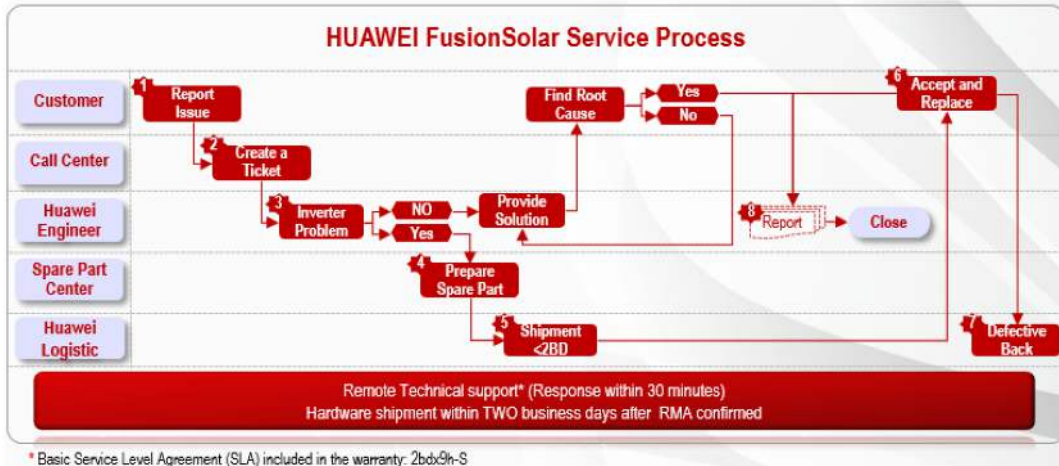 HUAWEI FusionSolar Service Process
Customer
1
Report
Issue
Find Root
Cause
Yes
No
6
Accept and
Replace
Call Center
2
Create a
Ticket
Huawei
Engineer
3
Inverter
Problem
NO
Yes
Provide
Solution
8
Report
Close
Spare Part
Center
4
Prepare
Spare Part
Huawei
Logistic
5
Shipment
<2BD
7
Defective
Back
Remote Technical support* (Response within 30 minutes)
Hardware shipment within TWO business days after RMA confirmed
* Basic Service Level Agreement (SLA) included in the warranty: 2bdx9h-S